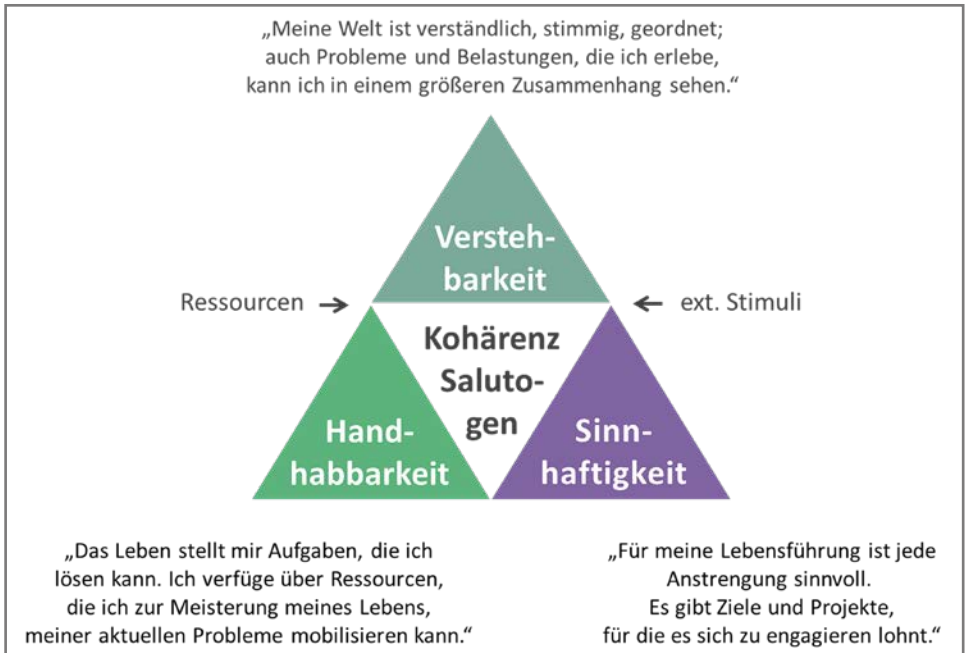 „Meine Welt ist verständlich, stimmig, geordnet;
auch Probleme und Belastungen, die ich erlebe,
kann ich in einem größeren Zusammenhang sehen.“
Versteh-
barkeit
Ressourcen →
← ext. Stimuli
Kohärenz
Saluto-
gen
Hand-
habbarkeit
Sinn-
haftigkeit
„Das Leben stellt mir Aufgaben, die ich
lösen kann. Ich verfüge über Ressourcen,
die ich zur Meisterung meines Lebens,
meiner aktuellen Probleme mobilisieren kann.“
„Für meine Lebensführung ist jede
Anstrengung sinnvoll.
Es gibt Ziele und Projekte,
für die es sich zu engagieren lohnt.“